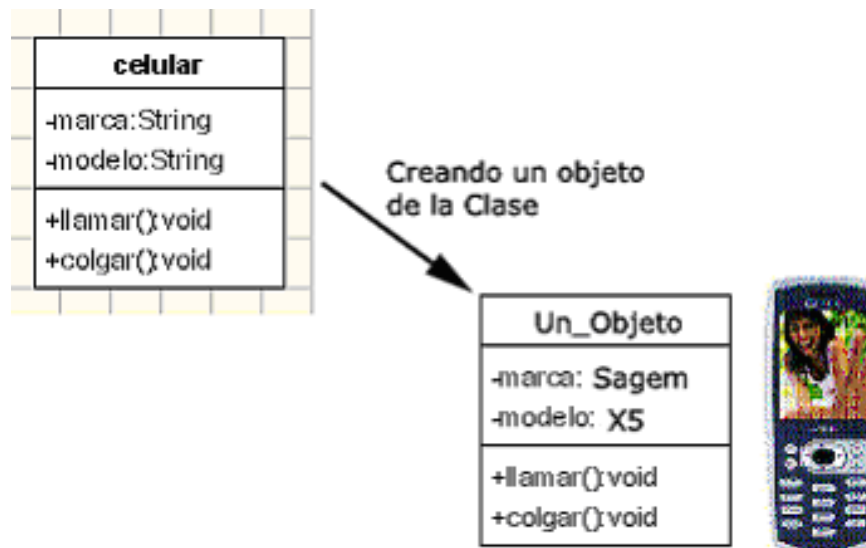 celular
-marca:String
-modelo:String
+llamar():void
+colgar():void
Creando un objeto
de la Clase
Un_Objeto
-marca: Sagem
-modelo: X5
+llamar():void
+colgar():void